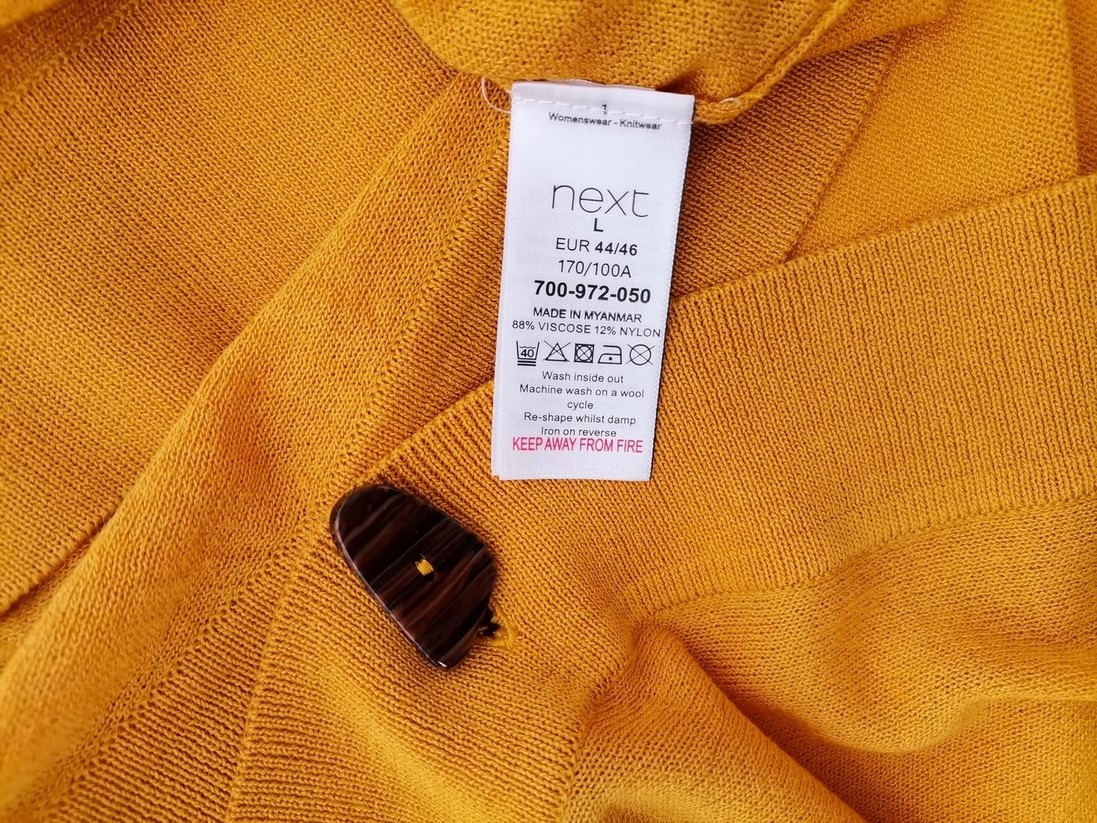 1
Womenswear - Knitwear
next
L
EUR 44/46
170/100A
700-972-050
MADE IN MYANMAR
88% VISCOSE 12% NYLON
40
Wash inside out
Machine wash on a wool
cycle
Re-shape whilst damp
Iron on reverse
KEEP AWAY FROM FIRE